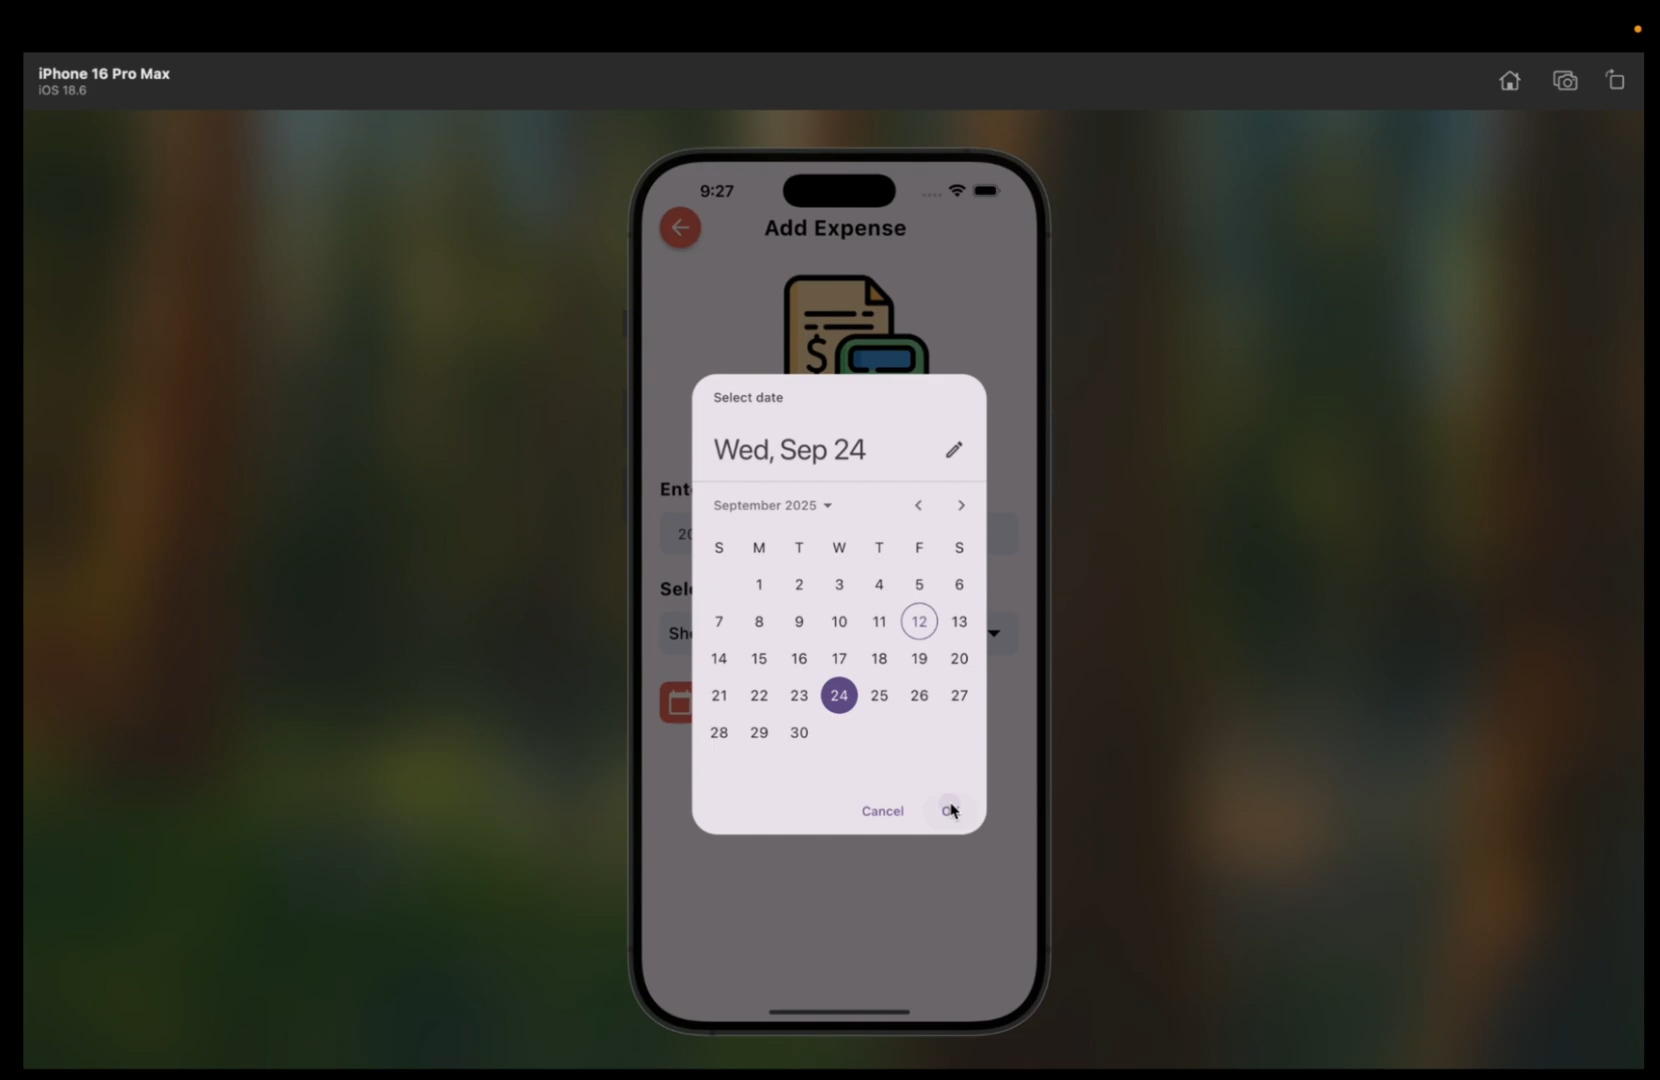 iPhone 16 Pro Max
iOS 18.6
9:27
Add Expense
$
Select date
Wed, Sep 24
September 2025
S M T W T F S
1 2 3 4 5 6
7 8 9 10 11 12 13
14 15 16 17 18 19 20
21 22 23 24 25 26 27
28 29 30
Cancel